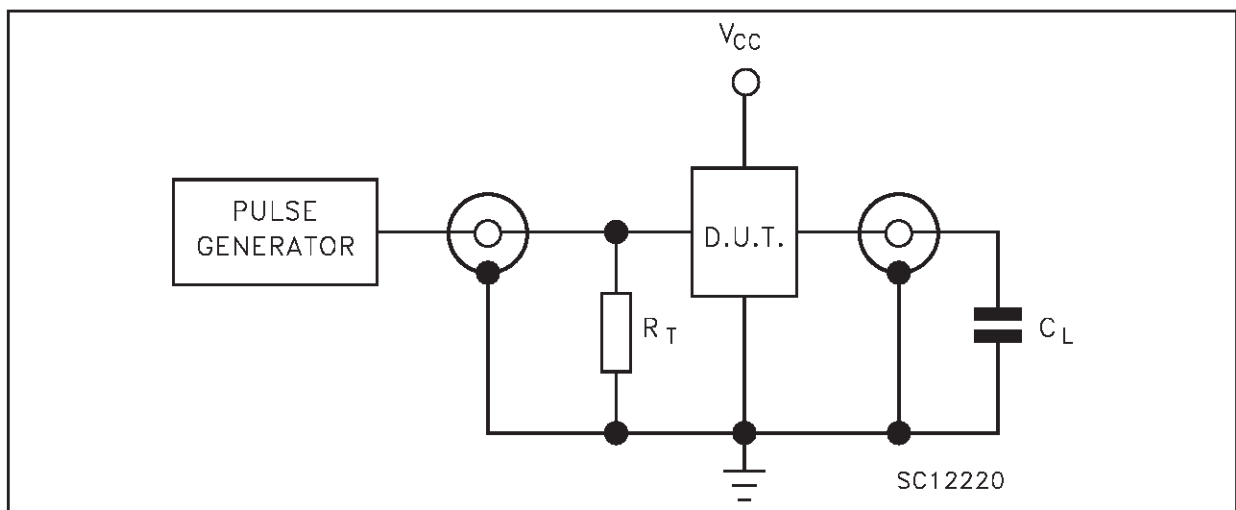 VCC
PULSE
GENERATOR
D.U.T.
RT
CL
SC12220